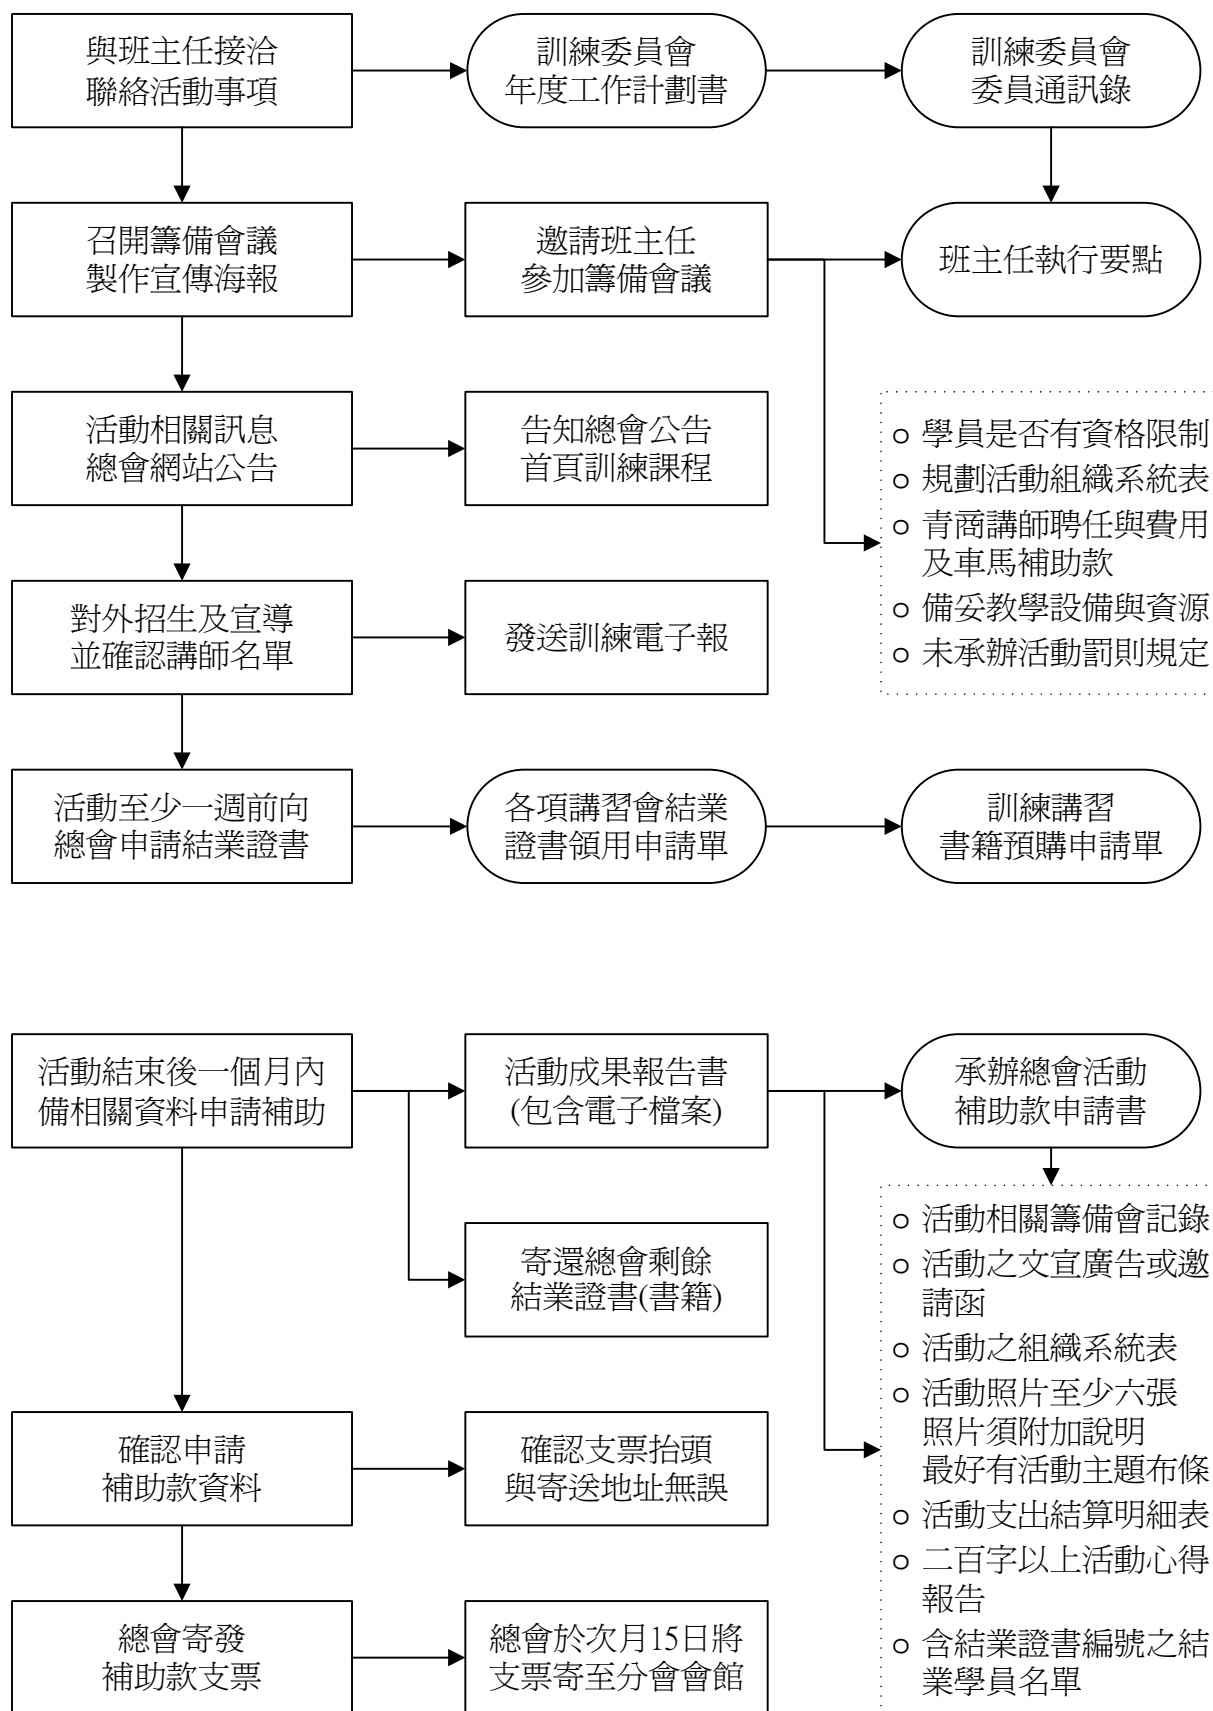 與班主任接洽
聯絡活動事項
訓練委員會
年度工作計劃書
訓練委員會
委員通訊錄
召開籌備會議
製作宣傳海報
邀請班主任
參加籌備會議
班主任執行要點
活動相關訊息
總會網站公告
告知總會公告
首頁訓練課程
學員是否有資格限制
規劃活動組織系統表
青商講師聘任與費用
及車馬補助款
備妥教學設備與資源
未承辦活動罰則規定
對外招生及宣導
並確認講師名單
發送訓練電子報
活動至少一週前向
總會申請結業證書
各項講習會結業
證書領用申請單
訓練講習
書籍預購申請單
活動結束後一個月內
備相關資料申請補助
活動成果報告書
(包含電子檔案)
承辦總會活動
補助款申請書
寄還總會剩餘
結業證書(書籍)
活動相關籌備會記錄
活動之文宣廣告或邀
請函
活動之組織系統表
活動照片至少六張
照片須附加說明
最好有活動主題布條
活動支出結算明細表
二百字以上活動心得
報告
含結業證書編號之結
業學員名單
確認申請
補助款資料
確認支票抬頭
與寄送地址無誤
總會寄發
補助款支票
總會於次月15日將
支票寄至分會會館